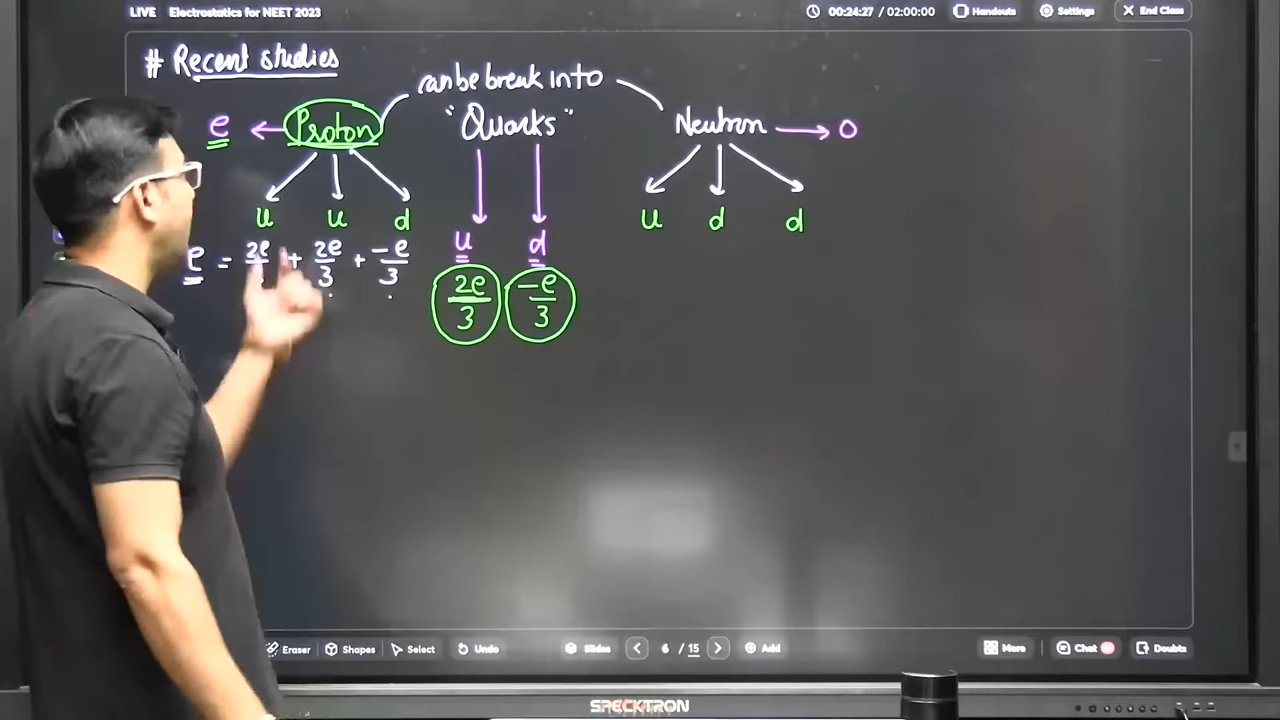 LIVE Electrostatics for NEET 2023 00:24:27 / 02:00:00 Handouts Settings End Class
# Recent studies
can be break into
e Proton "Quarks" Neutron 0
u u d u d d
u d
e = 2e + 2e/3 + -e/3
2e/3 -e/3
Eraser Shapes Select Undo Slides 6 / 15 Add More Chat Doubts
SPECKTRON